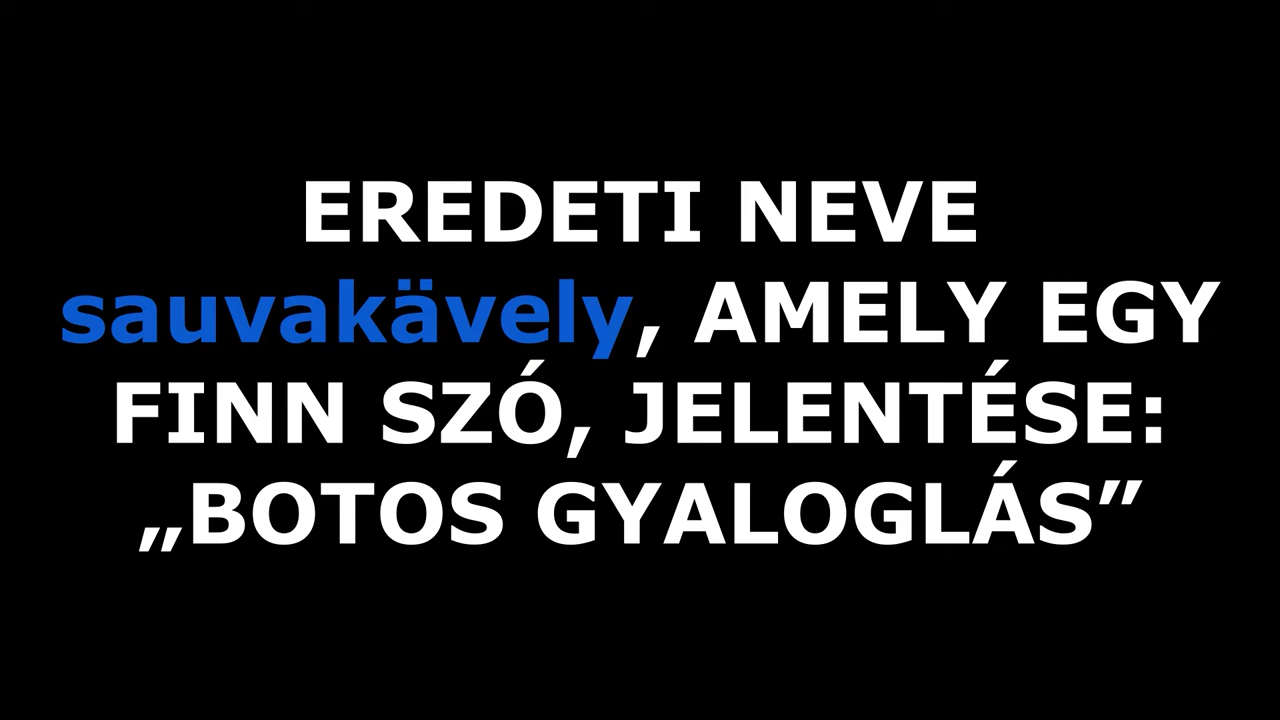 EREDETI NEVE
sauvakävely, AMELY EGY
FINN SZÓ, JELENTÉSE:
„BOTOS GYALOGLÁS”